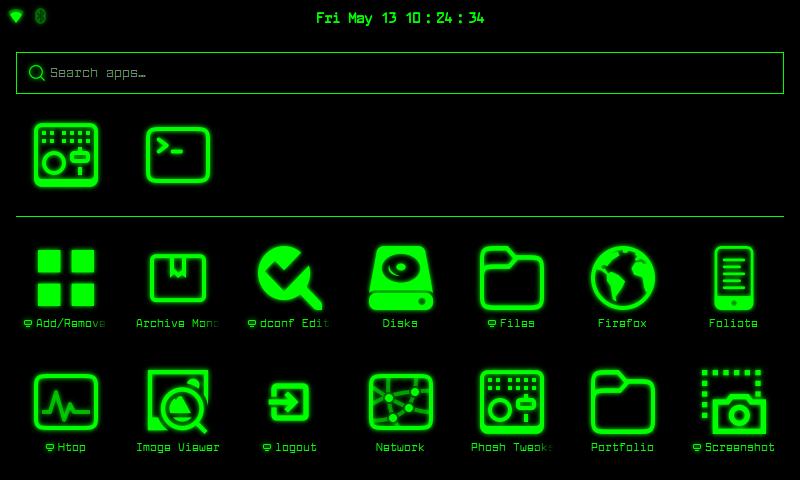 Fri May 13 10:24:34
Search apps…
Add/Remove
Archive Mana
dconf Edit
Disks
Files
Firefox
Foliate
Htop
Image Viewer
logout
Network
Phosh Tweaks
Portfolio
Screenshot